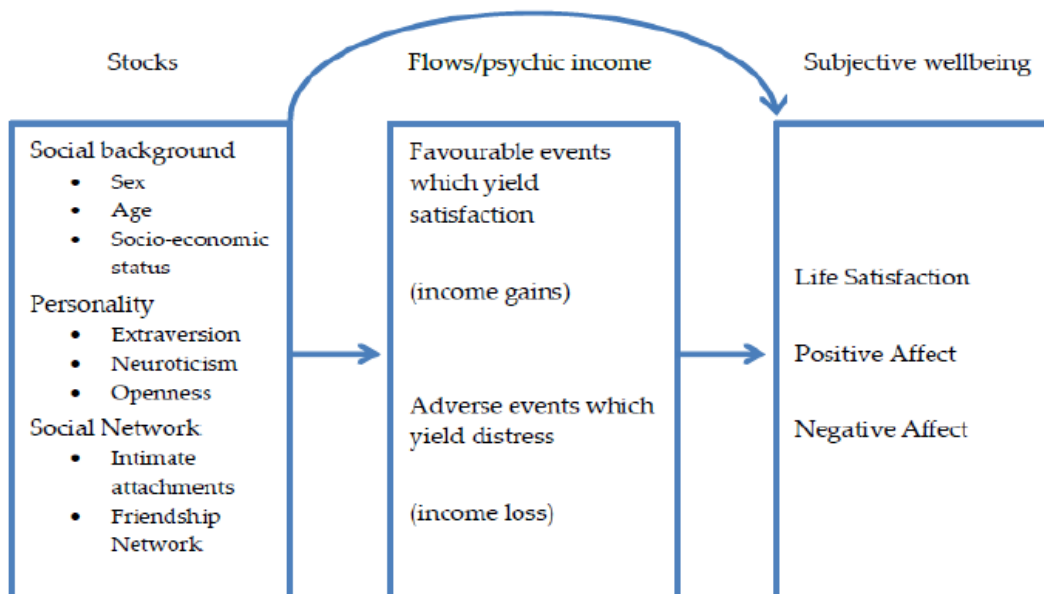 Stocks
Flows/psychic income
Subjective wellbeing
Social background
• Sex
• Age
• Socio-economic
status
Personality
• Extraversion
• Neuroticism
• Openness
Social Network
• Intimate
attachments
• Friendship
Network
Favourable events
which yield
satisfaction
(income gains)
Adverse events which
yield distress
(income loss)
Life Satisfaction
Positive Affect
Negative Affect